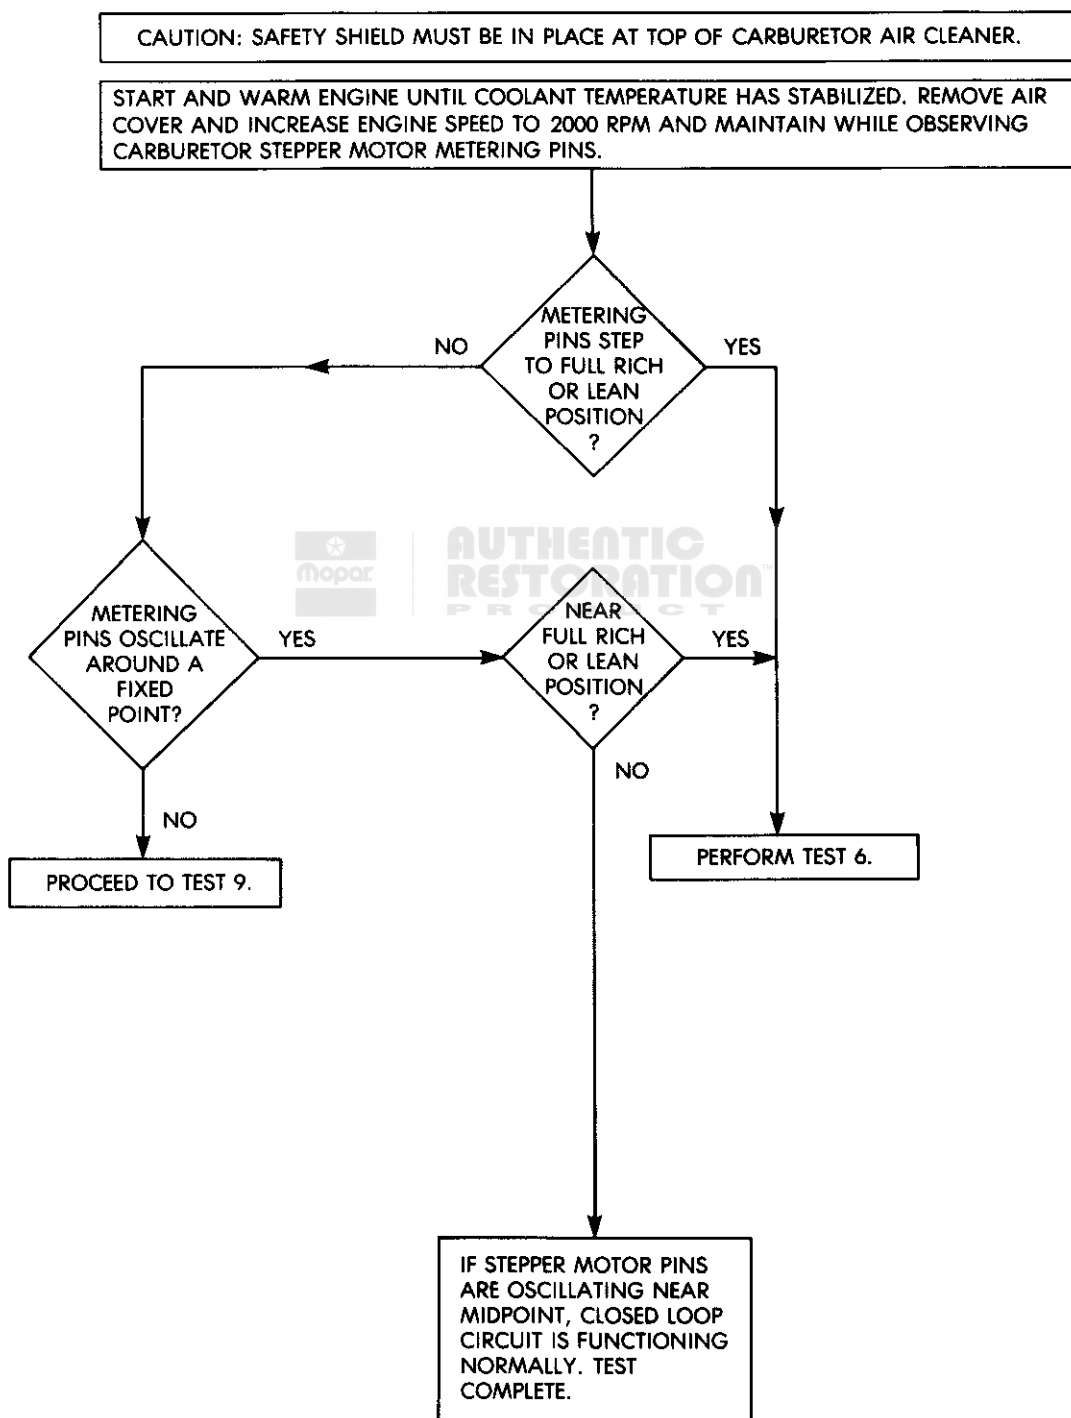 CAUTION: SAFETY SHIELD MUST BE IN PLACE AT TOP OF CARBURETOR AIR CLEANER.
START AND WARM ENGINE UNTIL COOLANT TEMPERATURE HAS STABILIZED. REMOVE AIR
COVER AND INCREASE ENGINE SPEED TO 2000 RPM AND MAINTAIN WHILE OBSERVING
CARBURETOR STEPPER MOTOR METERING PINS.
METERING
PINS STEP
TO FULL RICH
OR LEAN
POSITION
?
NO
YES
Mopar
AUTHENTIC
RESTORATION™
PRODUCT
METERING
PINS OSCILLATE
AROUND A
FIXED
POINT?
YES
NEAR
FULL RICH
OR LEAN
POSITION
?
YES
NO
NO
PROCEED TO TEST 9.
PERFORM TEST 6.
IF STEPPER MOTOR PINS
ARE OSCILLATING NEAR
MIDPOINT, CLOSED LOOP
CIRCUIT IS FUNCTIONING
NORMALLY. TEST
COMPLETE.